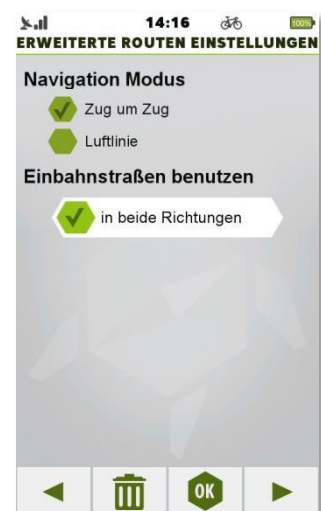 14:16 100%
ERWEITERTE ROUTEN EINSTELLUNGEN
Navigation Modus
Zug um Zug
Luftlinie
Einbahnstraßen benutzen
in beide Richtungen
OK